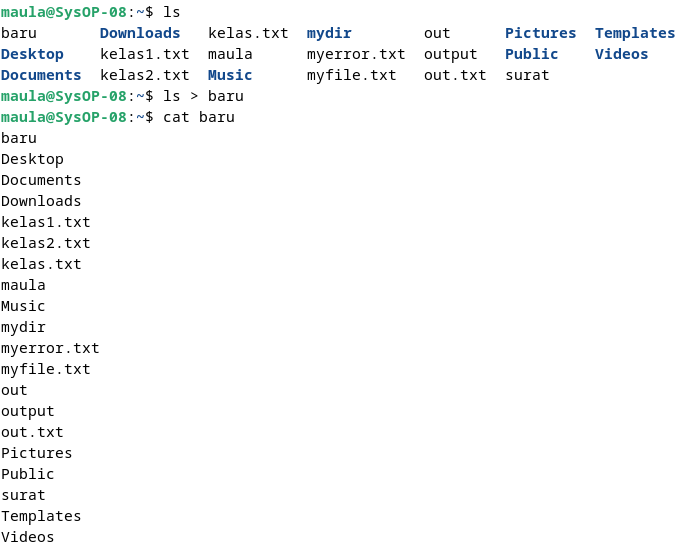 maula@SysOP-08:~$ ls
baru       Downloads   kelas.txt  mydir        out      Pictures  Templates
Desktop    kelas1.txt  maula      myerror.txt  output   Public    Videos
Documents  kelas2.txt  Music      myfile.txt   out.txt  surat
maula@SysOP-08:~$ ls > baru
maula@SysOP-08:~$ cat baru
baru
Desktop
Documents
Downloads
kelas1.txt
kelas2.txt
kelas.txt
maula
Music
mydir
myerror.txt
myfile.txt
out
output
out.txt
Pictures
Public
surat
Templates
Videos